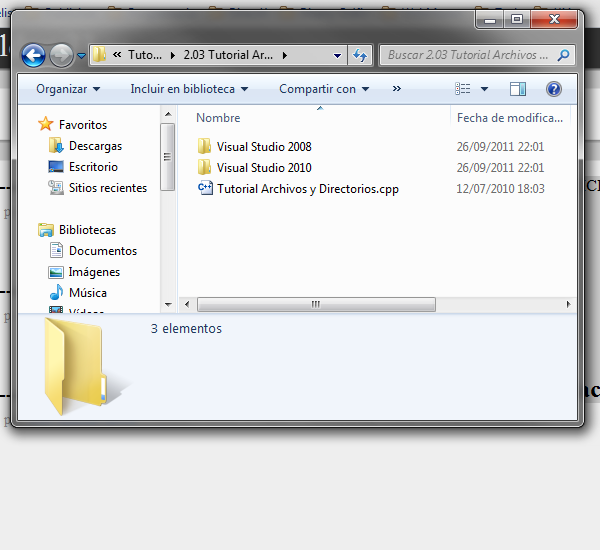 « Tuto... 2.03 Tutorial Ar...
Buscar 2.03 Tutorial Archivos ...
Organizar Incluir en biblioteca Compartir con »
Nombre Fecha de modifica...
Favoritos
Descargas
Escritorio
Sitios recientes
Bibliotecas
Documentos
Imágenes
Música
Vídeos
Visual Studio 2008 26/09/2011 22:01
Visual Studio 2010 26/09/2011 22:01
Tutorial Archivos y Directorios.cpp 12/07/2010 18:03
3 elementos